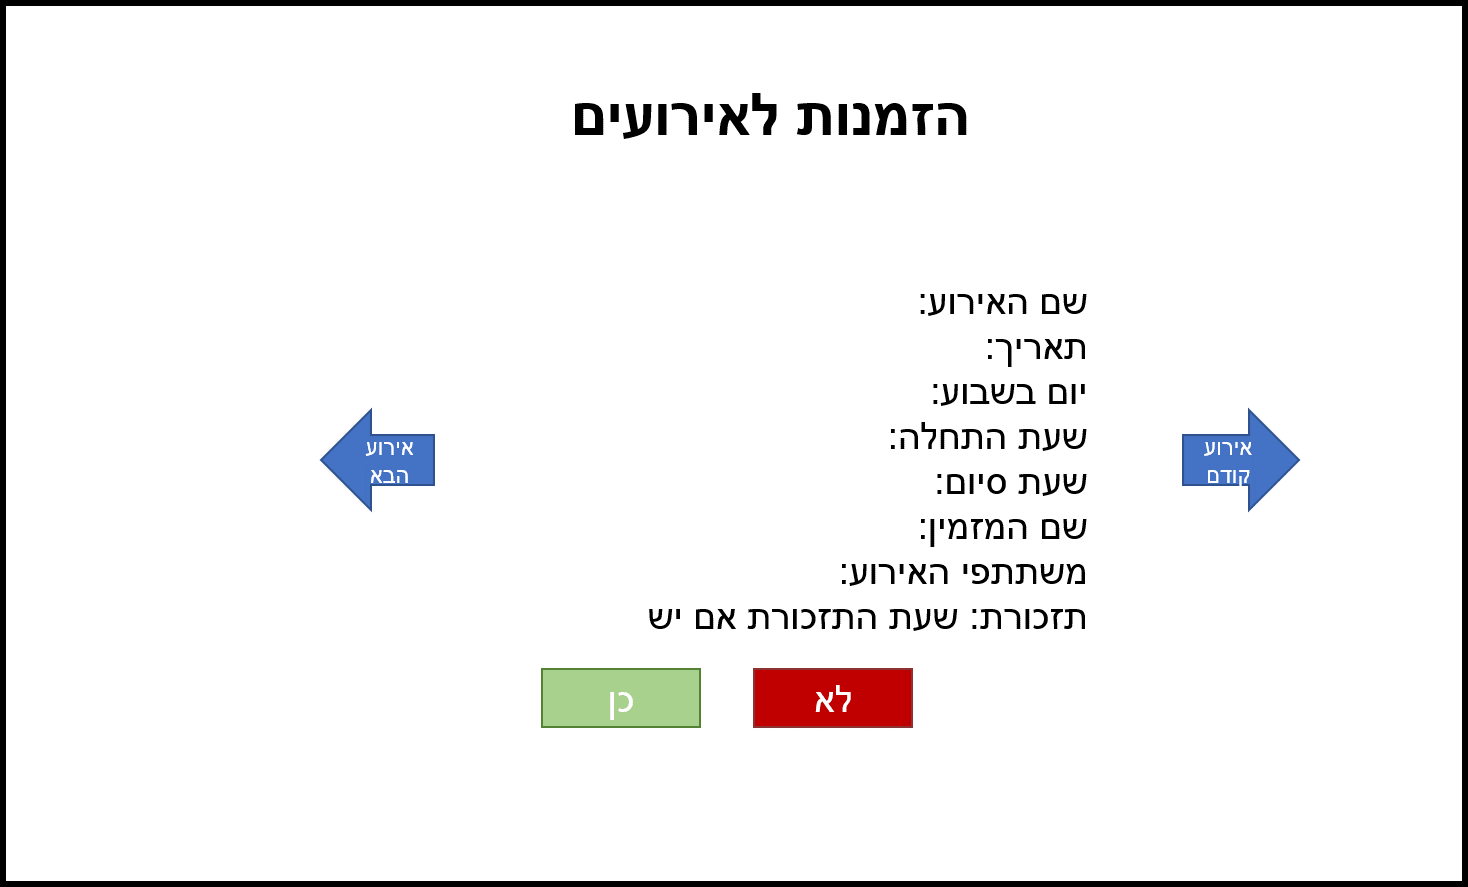 הזמנות לאירועים
שם האירוע:
תאריך:
יום בשבוע:
שעת התחלה:
שעת סיום:
שם המזמין:
משתתפי האירוע:
תזכורת: שעת התזכורת אם יש
אירוע
קודם
אירוע
הבא
לא
כן